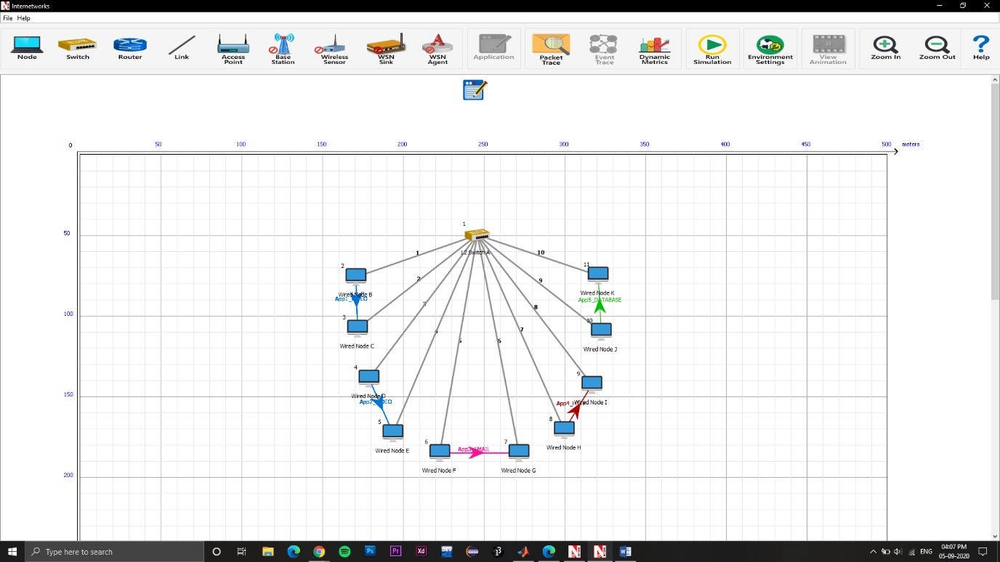 Internetworks
File Help
Node Switch Router Link Access Point Base Station Wireless Sensor WSN Sink WSN Agent Application Packet Trace Event Trace Dynamic Metrics Run Simulation Environment Settings View Animation Zoom In Zoom Out Help
0 50 100 150 200 250 300 350 400 450 500 meters
50
100
150
200
1
L2 Switch A
1
2
3
4
5
6
7
8
9
10
2
Wired Node B
App1_VIDEO
3
Wired Node C
4
Wired Node D
App2_VIDEO
5
Wired Node E
6
Wired Node F
App3_EMAIL
7
Wired Node G
8
Wired Node H
9
Wired Node I
10
Wired Node J
App5_DATABASE
11
Wired Node K
Type here to search
Ps Pr Xd DEV
ENG
04:07 PM
05-09-2020